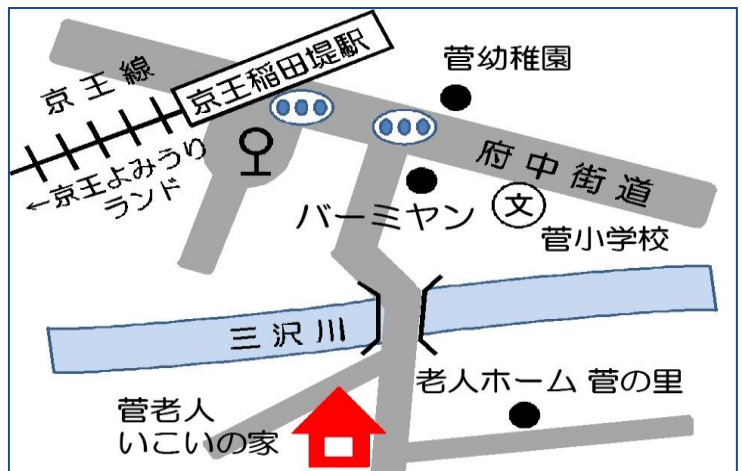 京王稲田堤駅
京王線
菅幼稚園
←京王よみうり
ランド
府中街道
バーミヤン
文
菅小学校
三沢川
老人ホーム 菅の里
菅老人
いこいの家